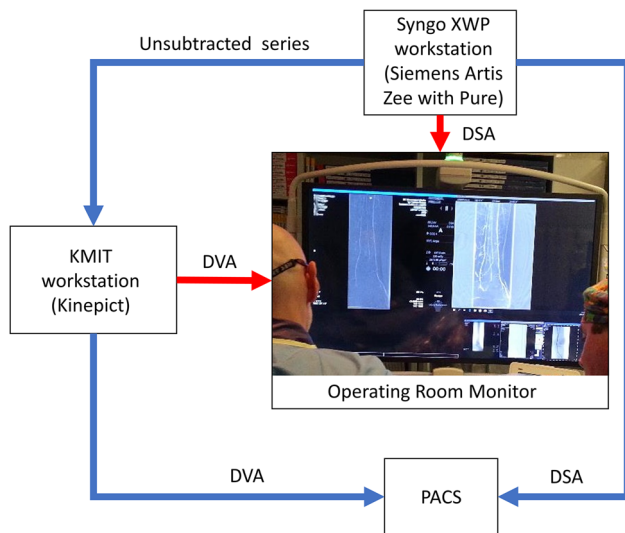 Unsubtracted series
Syngo XWP
workstation
(Siemens Artis
Zee with Pure)
DSA
KMIT
workstation
(Kinepict)
DVA
Operating Room Monitor
DVA
PACS
DSA